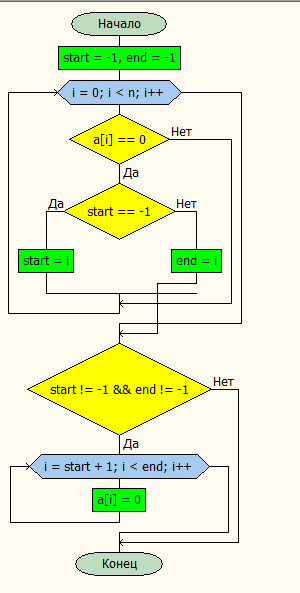 Начало
start = -1, end = -1
i = 0; i < n; i++
a[i] == 0
Нет
Да
Да
start == -1
Нет
start = i
end = i
start != -1 && end != -1
Нет
Да
i = start + 1; i < end; i++
a[i] = 0
Конец